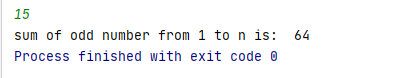 15
sum of odd number from 1 to n is:  64
Process finished with exit code 0